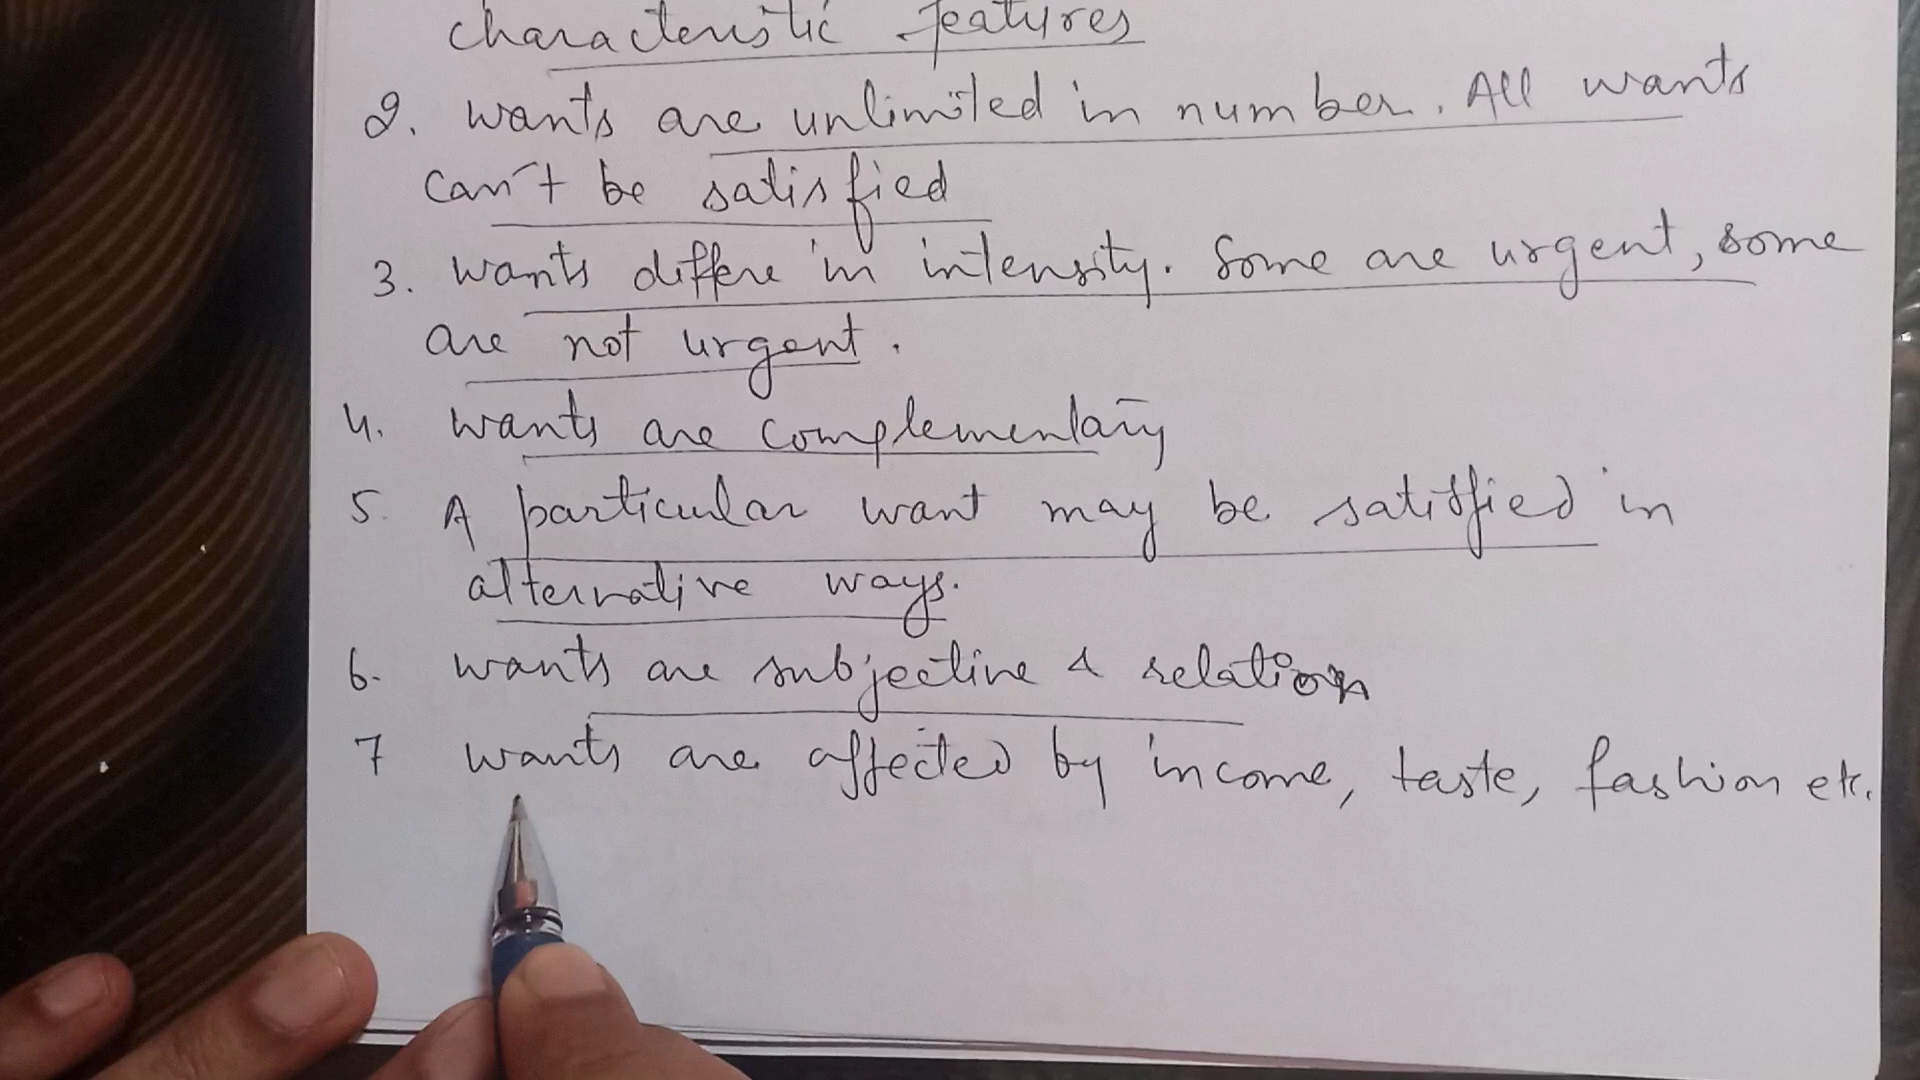 characteristic features
2. wants are unlimited in number. All wants
can't be satisfied
3. wants differe in intensity. Some are urgent, some
are not urgent.
4. wants are complementary
5. A particular want may be satisfied in
alternative ways.
6. wants are subjective & relation
7 wants are affected by income, taste, fashion etc.